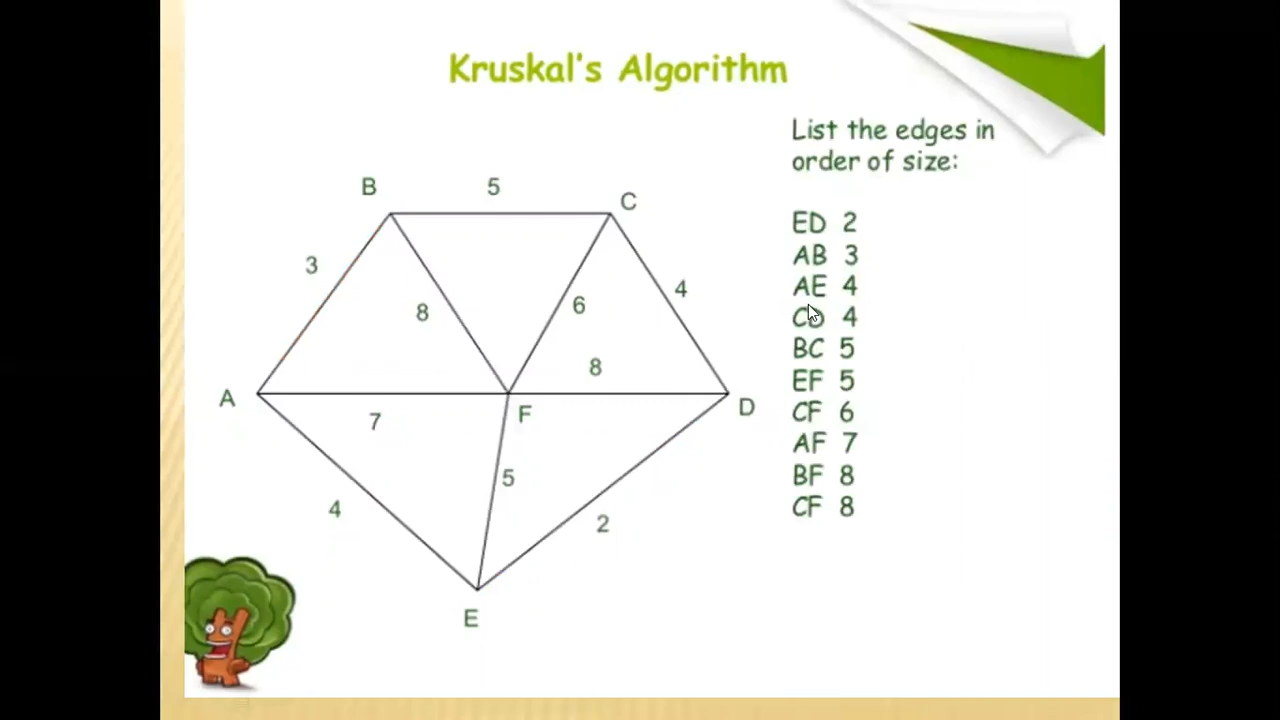 Kruskal's Algorithm
List the edges in
order of size:
B
5
C
3
8
6
4
8
A
7
F
D
5
4
2
E
ED 2
AB 3
AE 4
CD 4
BC 5
EF 5
CF 6
AF 7
BF 8
CF 8